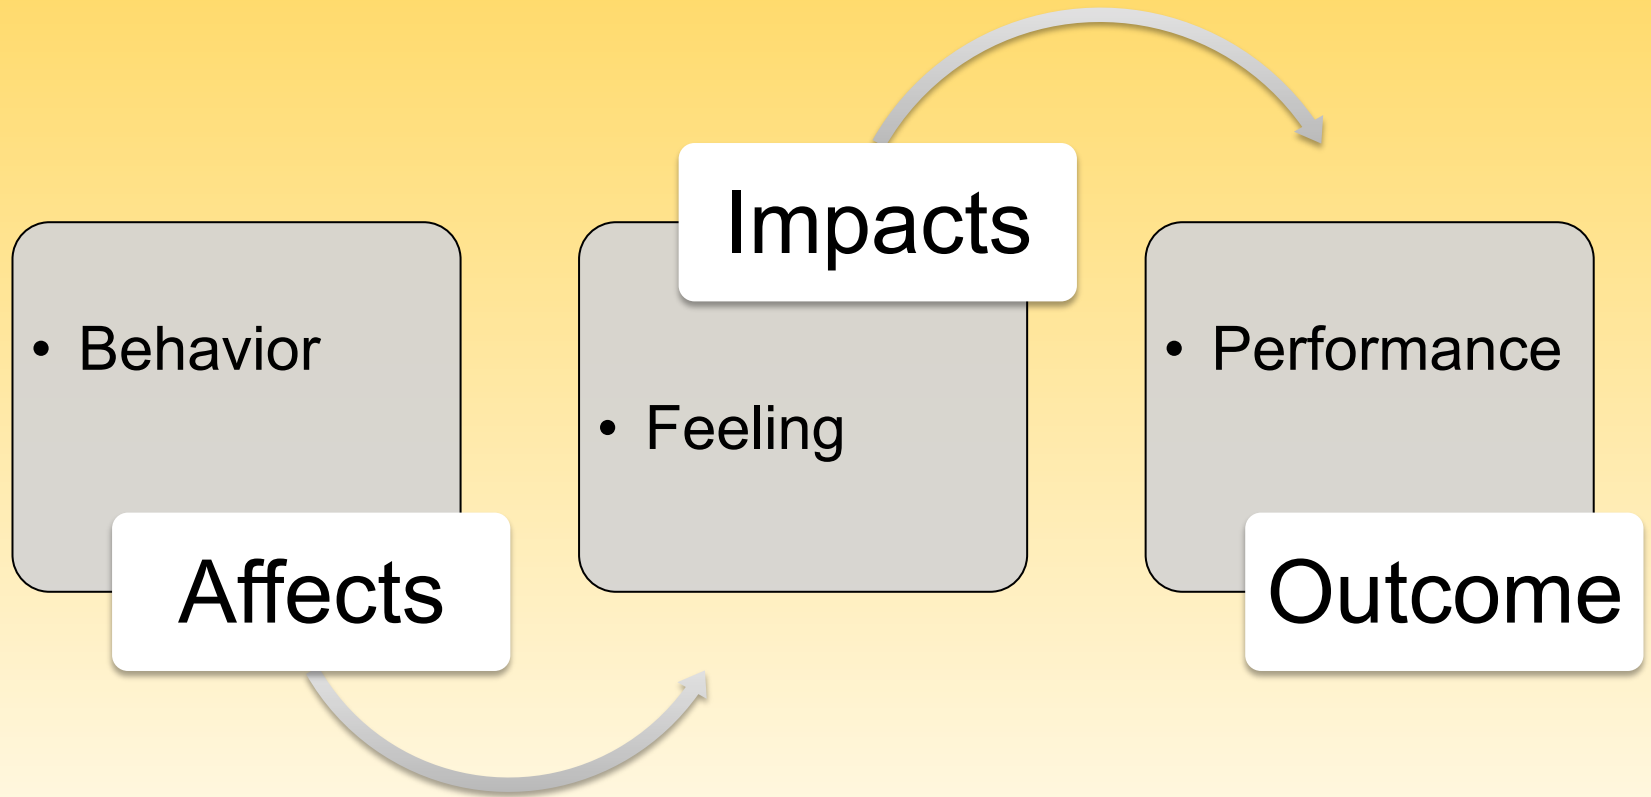 • Behavior
Affects
Impacts
• Feeling
• Performance
Outcome